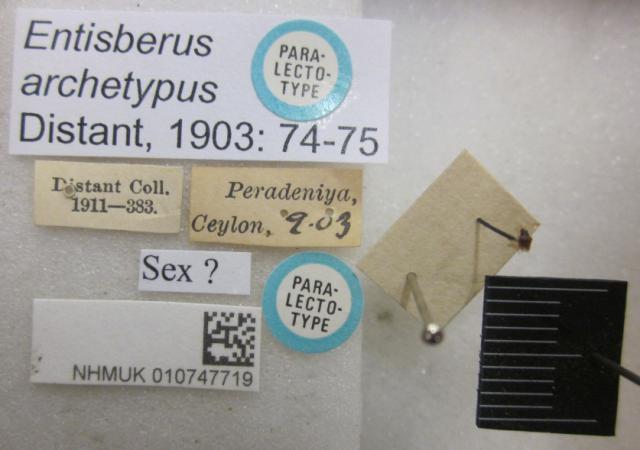 Entisberus
archetypus
Distant, 1903: 74-75
PARA-
LECTO-
TYPE
Distant Coll.
1911—383.
Peradeniya,
Ceylon, 9.03
Sex ?
PARA-
LECTO-
TYPE
NHMUK 010747719